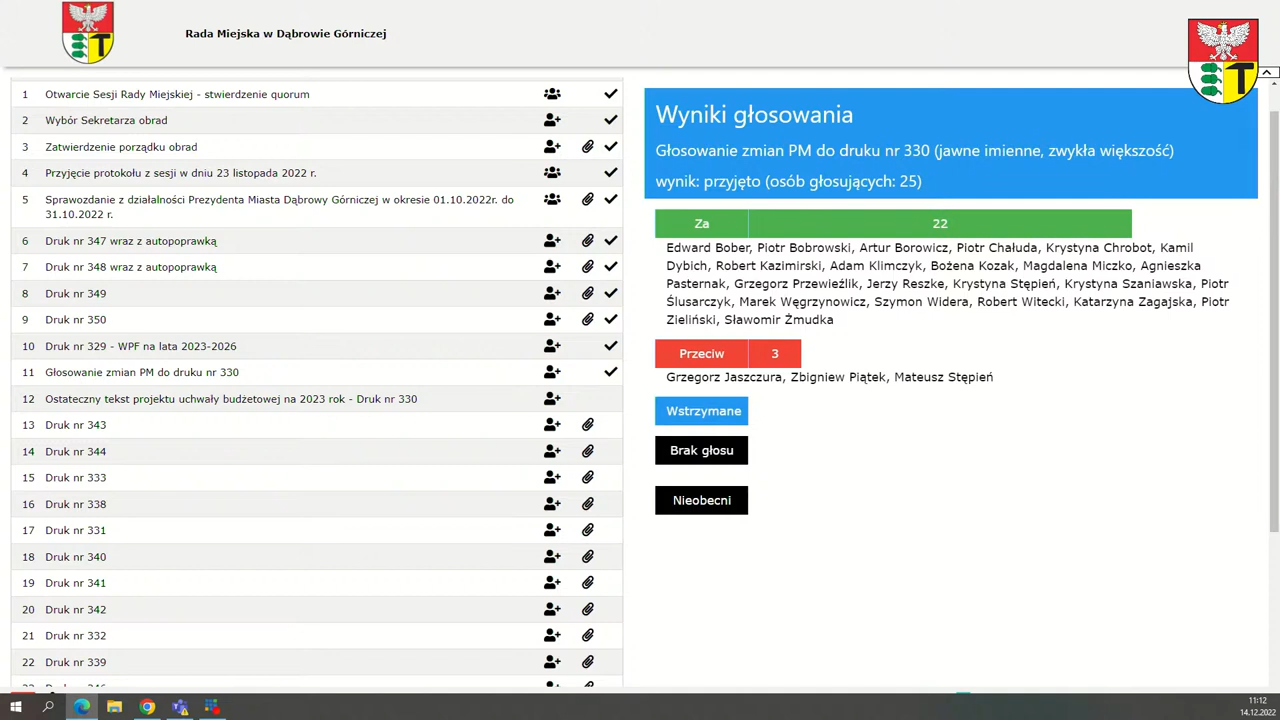 Rada Miejska w Dąbrowie Górniczej
1 Otwarcie Sesji Rady Miejskiej - stwierdzenie quorum
2 Wybór Sekretarza obrad
3 Zatwierdzenie porządku obrad
4 Przyjęcie protokołu z sesji w dniu 23 listopada 2022 r.
5 Sprawozdanie z działalności Prezydenta Miasta Dąbrowy Górniczej w okresie 01.10.2022r. do
31.10.2022 r.
6 Druk nr 347 wraz z autopoprawką
7 Druk nr 348 wraz z autopoprawką
8 Druk nr 349
9 Druk nr 350
10 Druk nr 329 - WPF na lata 2023-2026
11 Głosowanie zmian PM do druku nr 330
12 Ostateczny tekst projektu uchwały budżetowej na 2023 rok - Druk nr 330
13 Druk nr 343
14 Druk nr 344
15 Druk nr 333
16 Druk nr 338
17 Druk nr 331
18 Druk nr 340
19 Druk nr 341
20 Druk nr 342
21 Druk nr 332
22 Druk nr 339
Wyniki głosowania
Głosowanie zmian PM do druku nr 330 (jawne imienne, zwykła większość)
wynik: przyjęto (osób głosujących: 25)
Za 22
Edward Bober, Piotr Bobrowski, Artur Borowicz, Piotr Chałuda, Krystyna Chrobot, Kamil
Dybich, Robert Kazimirski, Adam Klimczyk, Bożena Kozak, Magdalena Miczko, Agnieszka
Pasternak, Grzegorz Przewieźlik, Jerzy Reszke, Krystyna Stępień, Krystyna Szaniawska, Piotr
Ślusarczyk, Marek Węgrzynowicz, Szymon Widera, Robert Witecki, Katarzyna Zagajska, Piotr
Zieliński, Sławomir Żmudka
Przeciw 3
Grzegorz Jaszczura, Zbigniew Piątek, Mateusz Stępień
Wstrzymane
Brak głosu
Nieobecni
11:12
14.12.2022